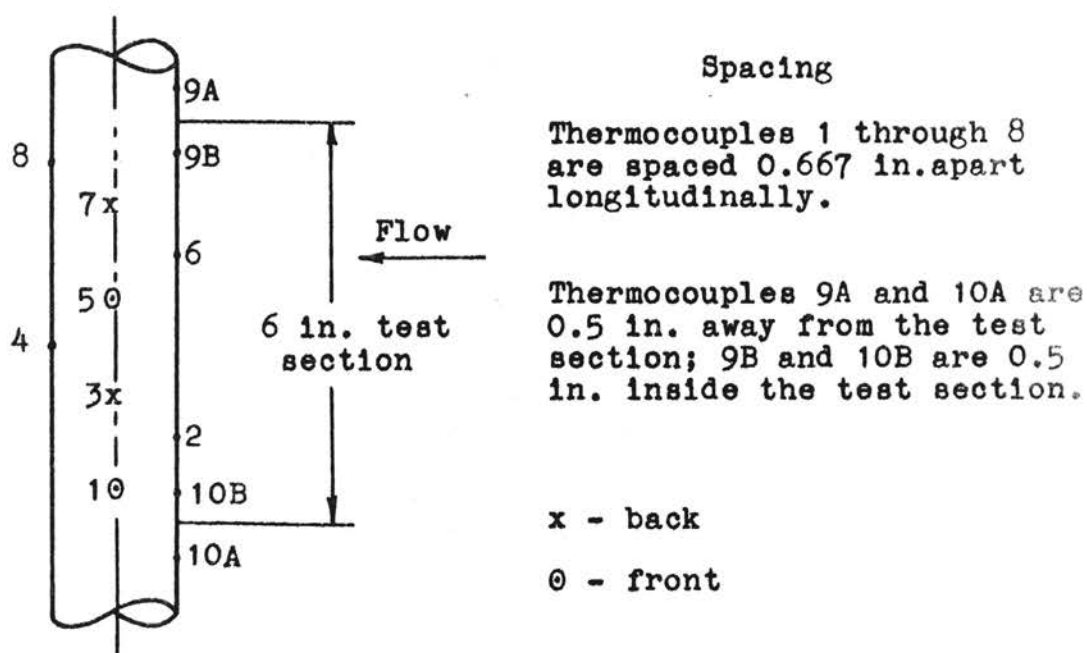 Spacing
9A
Thermocouples 1 through 8
8
9B
are spaced 0.667 in.apart
longitudinally.
7x
Flow
6
5⊙
Thermocouples 9A and 10A are
4
6 in. test
0.5 in. away from the test
section
section; 9B and 10B are 0.5
3x
in. inside the test section.
2
1⊙
10B
x - back
10A
⊙ - front